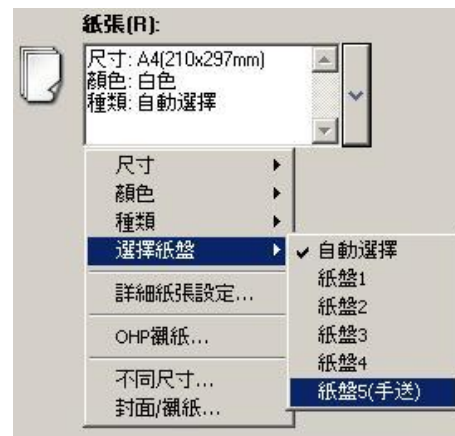 紙張(R):
尺寸: A4(210x297mm)
顏色: 白色
種類: 自動選擇
尺寸
顏色
種類
選擇紙盤
詳細紙張設定...
OHP襯紙...
不同尺寸...
封面/襯紙...
✓ 自動選擇
紙盤1
紙盤2
紙盤3
紙盤4
紙盤5(手送)